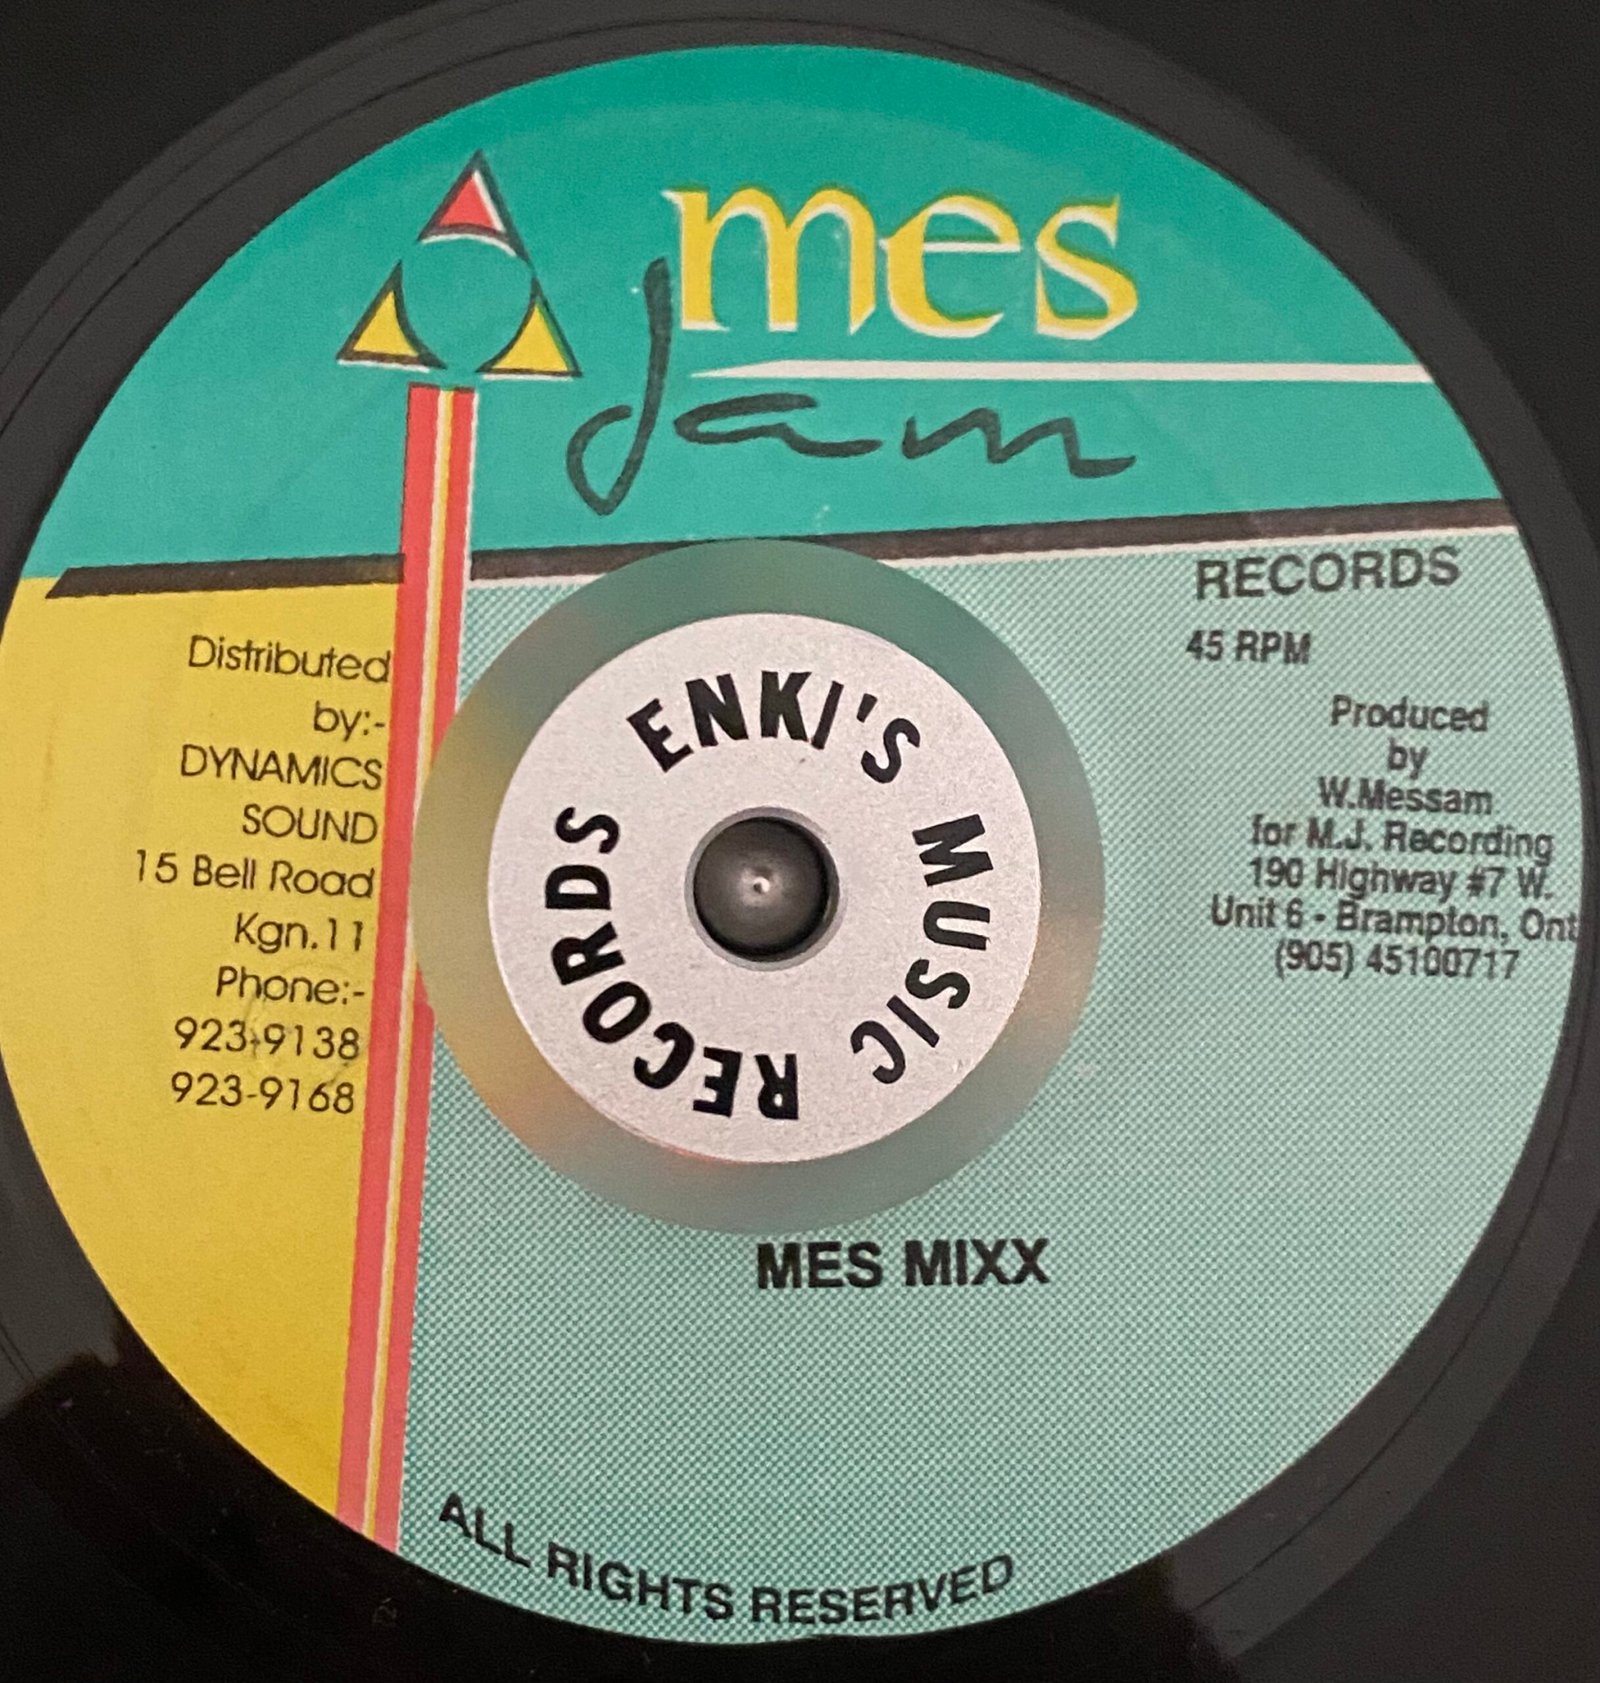 mes
Jam
RECORDS
45 RPM
Produced
by
W.Messam
for M.J. Recording
190 Highway #7 W.
Unit 6 - Brampton, Ont
(905) 45100717
Distributed
by:-
DYNAMICS
SOUND
15 Bell Road
Kgn.11
Phone:-
923-9138
923-9168
ENKI'S MUSIC RECORDS
MES MIXX
ALL RIGHTS RESERVED